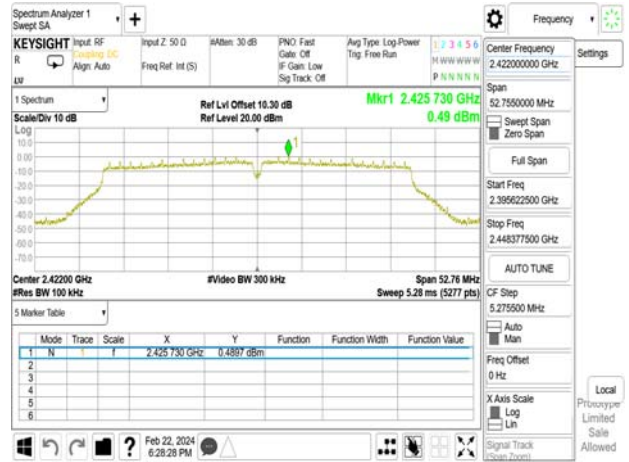 Spectrum Analyzer 1
Swept SA
+
Frequency
KEYSIGHT
R
LVI
Input: RF
Coupling: DC
Align: Auto
Input Z: 50 Ω
Freq Ref: Int (S)
#Atten: 30 dB
PNO: Fast
Gate: Off
IF Gain: Low
Sig Track: Off
Avg Type: Log-Power
Trig: Free Run
1 2 3 4 5 6
M W W W W W
P N N N N N
Center Frequency
2.422000000 GHz
Settings
Span
52.7550000 MHz
Swept Span
Zero Span
Full Span
Start Freq
2.395622500 GHz
Stop Freq
2.448377500 GHz
AUTO TUNE
CF Step
5.275500 MHz
Auto
Man
Freq Offset
0 Hz
X Axis Scale
Log
Lin
Signal Track
(Span Zoom)
Local
Prototype
Limited
Sale
Allowed
1 Spectrum
Scale/Div 10 dB
Ref Lvl Offset 10.30 dB
Ref Level 20.00 dBm
Mkr1 2.425 730 GHz
0.49 dBm
Log
10.0
0.00
-10.0
-20.0
-30.0
-40.0
-50.0
-60.0
-70.0
1
Center 2.42200 GHz
#Res BW 100 kHz
#Video BW 300 kHz
Span 52.76 MHz
Sweep 5.28 ms (5277 pts)
5 Marker Table
Mode Trace Scale X Y Function Function Width Function Value
1 N 1 f 2.425 730 GHz 0.4897 dBm
2
3
4
5
6
?
Feb 22, 2024
6:28:28 PM